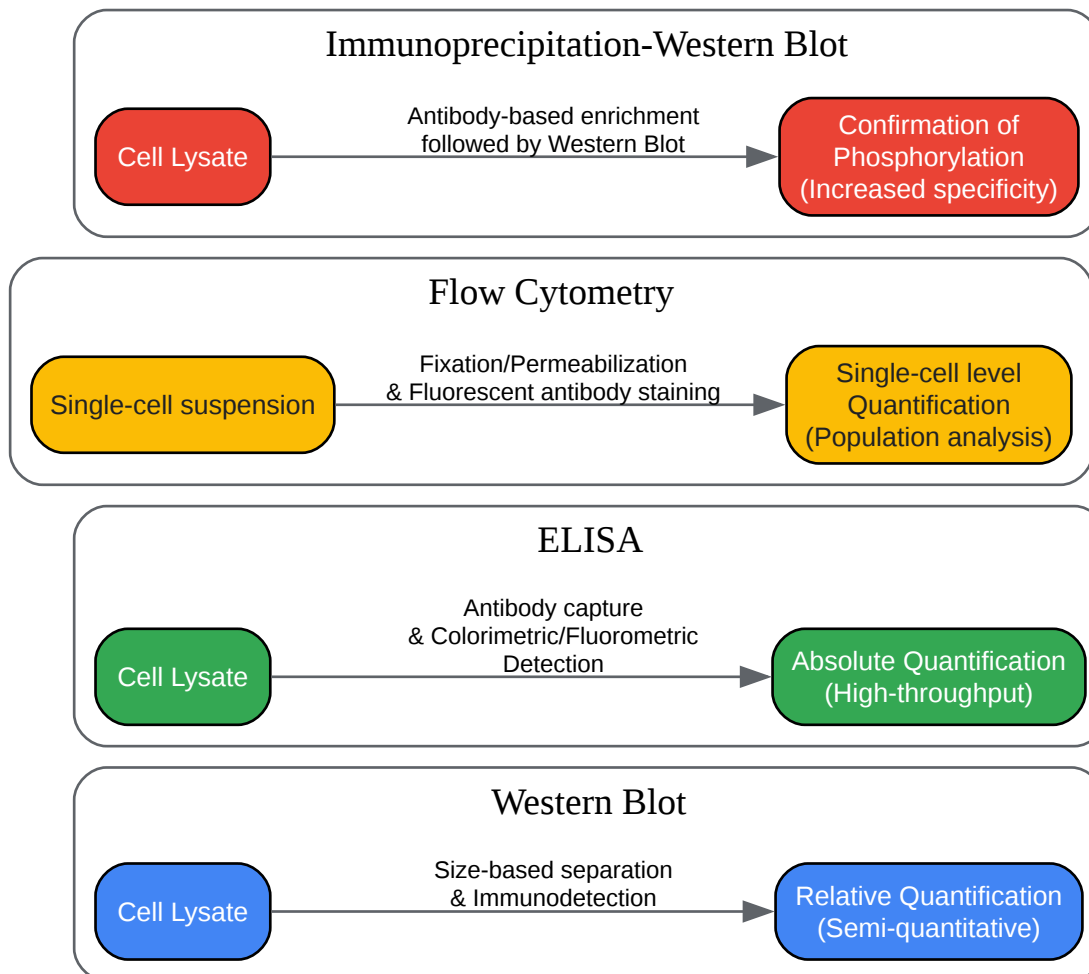 Immunoprecipitation-Western Blot
Cell Lysate
Antibody-based enrichment
followed by Western Blot
Confirmation of
Phosphorylation
(Increased specificity)
Flow Cytometry
Single-cell suspension
Fixation/Permeabilization
& Fluorescent antibody staining
Single-cell level
Quantification
(Population analysis)
ELISA
Cell Lysate
Antibody capture
& Colorimetric/Fluorometric
Detection
Absolute Quantification
(High-throughput)
Western Blot
Cell Lysate
Size-based separation
& Immunodetection
Relative Quantification
(Semi-quantitative)